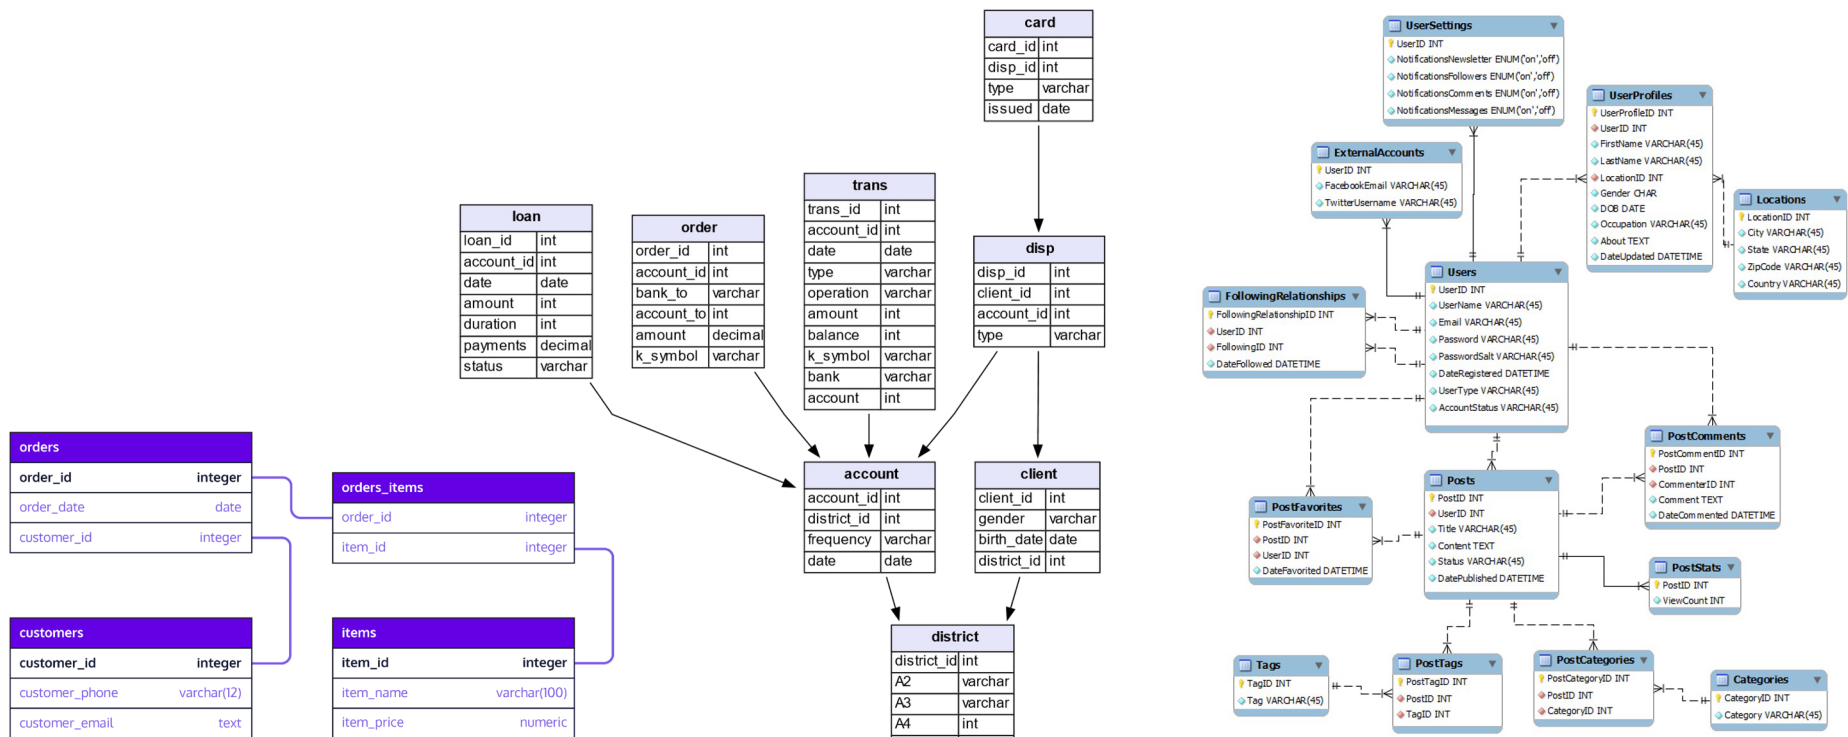 orders
order_id integer
order_date date
customer_id integer
customers
customer_id integer
customer_phone varchar(12)
customer_email text
orders_items
order_id integer
item_id integer
items
item_id integer
item_name varchar(100)
item_price numeric
loan
loan_id int
account_id int
date date
amount int
duration int
payments decimal
status varchar
order
order_id int
account_id int
bank_to varchar
account_to int
amount decimal
k_symbol varchar
trans
trans_id int
account_id int
date date
type varchar
operation varchar
amount int
balance int
k_symbol varchar
bank varchar
account int
card
card_id int
disp_id int
type varchar
issued date
disp
disp_id int
client_id int
account_id int
type varchar
account
account_id int
district_id int
frequency varchar
date date
client
client_id int
gender varchar
birth_date date
district_id int
district
district_id int
A2 varchar
A3 varchar
A4 int
UserSettings
UserID INT
NotificationsNewsletter ENUM('on','off')
NotificationsFollowers ENUM('on','off')
NotificationsComments ENUM('on','off')
NotificationsMessages ENUM('on','off')
ExternalAccounts
UserID INT
FacebookEmail VARCHAR(45)
TwitterUsername VARCHAR(45)
UserProfiles
UserProfileID INT
UserID INT
FirstName VARCHAR(45)
LastName VARCHAR(45)
LocationID INT
Gender CHAR
DOB DATE
Occupation VARCHAR(45)
About TEXT
DateUpdated DATETIME
Locations
LocationID INT
City VARCHAR(45)
State VARCHAR(45)
ZipCode VARCHAR(45)
Country VARCHAR(45)
Users
UserID INT
UserName VARCHAR(45)
Email VARCHAR(45)
Password VARCHAR(45)
PasswordSalt VARCHAR(45)
DateRegistered DATETIME
UserType VARCHAR(45)
AccountStatus VARCHAR(45)
FollowingRelationships
FollowingRelationshipID INT
UserID INT
FollowingID INT
DateFollowed DATETIME
PostComments
PostCommentID INT
PostID INT
CommenterID INT
Comment TEXT
DateCommented DATETIME
Posts
PostID INT
UserID INT
Title VARCHAR(45)
Content TEXT
Status VARCHAR(45)
DatePublished DATETIME
PostFavorites
PostFavoriteID INT
PostID INT
UserID INT
DateFavorited DATETIME
PostStats
PostID INT
ViewCount INT
Tags
TagID INT
Tag VARCHAR(45)
PostTags
PostTagID INT
PostID INT
TagID INT
PostCategories
PostCategoryID INT
PostID INT
CategoryID INT
Categories
CategoryID INT
Category VARCHAR(45)